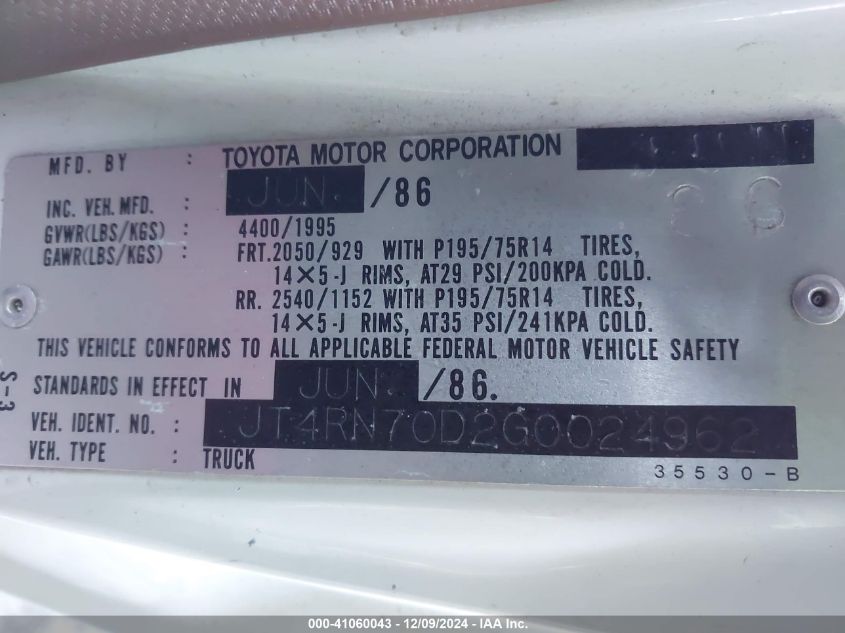 MFD. BY : TOYOTA MOTOR CORPORATION
INC. VEH. MFD. : JUN. /86
GVWR(LBS/KGS) : 4400/1995
GAWR(LBS/KGS) : FRT.2050/929 WITH P195/75R14 TIRES,
14×5-J RIMS, AT29 PSI/200KPA COLD.
RR. 2540/1152 WITH P195/75R14 TIRES,
14×5-J RIMS, AT35 PSI/241KPA COLD.
THIS VEHICLE CONFORMS TO ALL APPLICABLE FEDERAL MOTOR VEHICLE SAFETY
STANDARDS IN EFFECT IN JUN. /86.
VEH. IDENT. NO. : JT4RN70D2G0024962
VEH. TYPE : TRUCK
35530-B
S-3
000-41060043 - 12/09/2024 - IAA Inc.